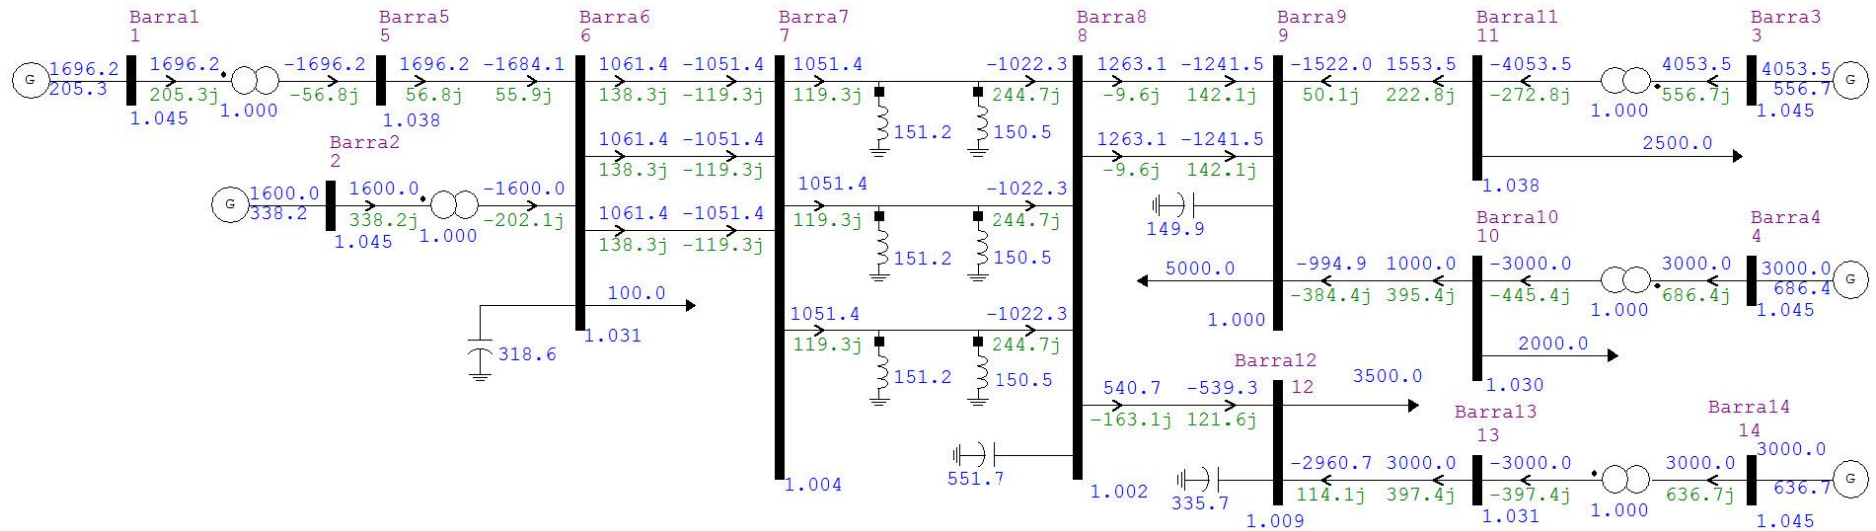 Barra1
1
Barra5
5
Barra6
6
Barra7
7
Barra8
8
Barra9
9
Barra11
11
Barra3
3
G
1696.2
205.3
1696.2
205.3j
1.045
1.000
-1696.2
-56.8j
1.038
1696.2
56.8j
-1684.1
55.9j
1061.4
138.3j
-1051.4
-119.3j
1051.4
119.3j
151.2
150.5
-1022.3
244.7j
1263.1
-9.6j
-1241.5
142.1j
-1522.0
50.1j
1553.5
222.8j
-4053.5
-272.8j
1.000
4053.5
556.7j
4053.5
556.7
1.045
G
2500.0
1.038
Barra2
2
G
1600.0
338.2
1600.0
338.2j
1.045
1.000
-1600.0
-202.1j
1061.4
138.3j
-1051.4
-119.3j
1061.4
138.3j
-1051.4
-119.3j
100.0
1.031
318.6
1051.4
119.3j
151.2
150.5
-1022.3
244.7j
1051.4
119.3j
151.2
150.5
-1022.3
244.7j
1.004
1263.1
-9.6j
-1241.5
142.1j
149.9
5000.0
1.000
-994.9
-384.4j
1000.0
395.4j
Barra10
10
-3000.0
-445.4j
1.000
Barra4
4
3000.0
686.4j
3000.0
686.4
1.045
G
2000.0
1.030
551.7
1.002
540.7
-163.1j
-539.3
121.6j
Barra12
12
3500.0
335.7
1.009
-2960.7
114.1j
3000.0
397.4j
Barra13
13
-3000.0
-397.4j
1.031
1.000
Barra14
14
3000.0
636.7j
3000.0
636.7
1.045
G